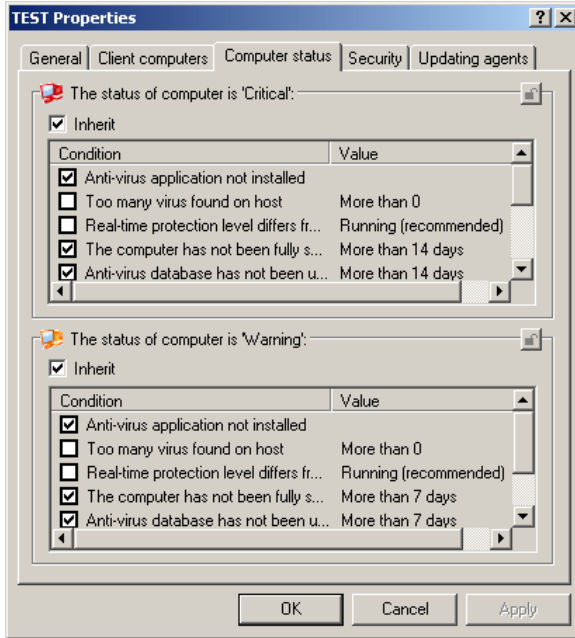 TEST Properties
General Client computers Computer status Security Updating agents
The status of computer is 'Critical':
Inherit
Condition Value
Anti-virus application not installed
Too many virus found on host More than 0
Real-time protection level differs fr... Running (recommended)
The computer has not been fully s... More than 14 days
Anti-virus database has not been u... More than 14 days
The status of computer is 'Warning':
Inherit
Condition Value
Anti-virus application not installed
Too many virus found on host More than 0
Real-time protection level differs fr... Running (recommended)
The computer has not been fully s... More than 7 days
Anti-virus database has not been u... More than 7 days
OK Cancel Apply